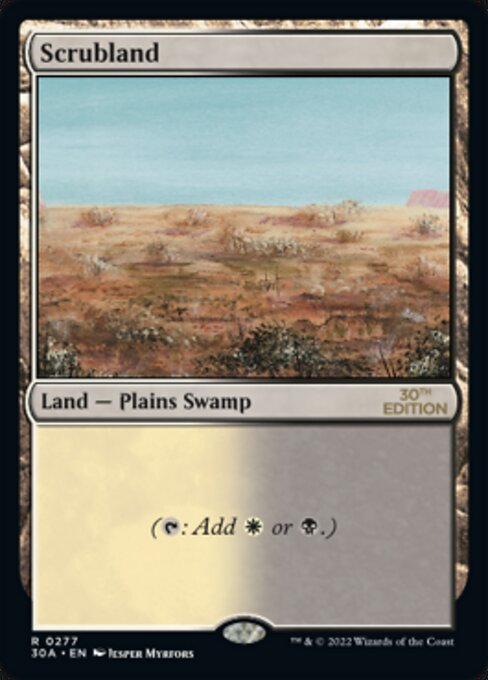 Scrubland
Land — Plains Swamp
30TH
EDITION
(: Add or .)
R 0277
30A • EN JESPER MYRFORS
™ & © 2022 Wizards of the Coast